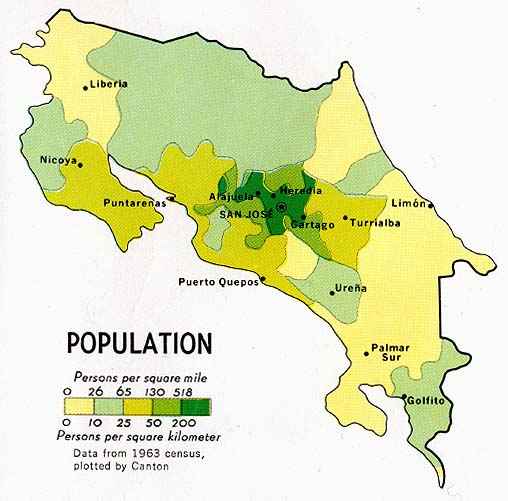 Liberia
Nicoya
Puntarenas
Alajuela
Heredia
SAN JOSÉ
Cartago
Turrialba
Limón
Puerto Quepos
Ureña
Palmar
Sur
Golfito
POPULATION
Persons per square mile
0 26 65 130 518
0 10 25 50 200
Persons per square kilometer
Data from 1963 census,
plotted by Canton